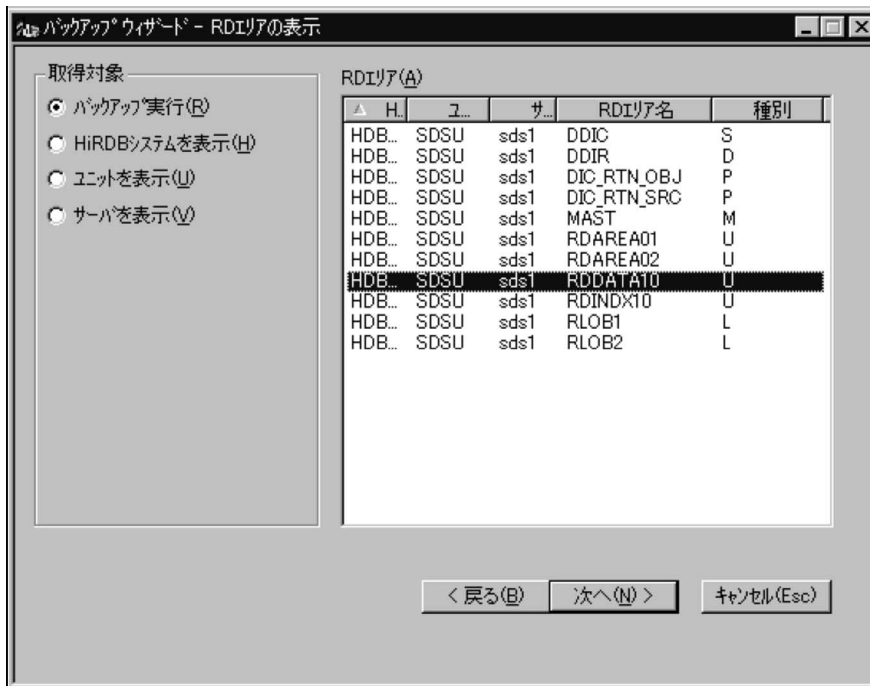 バックアップウィザード - RDエリアの表示
取得対象
バックアップ実行(R)
HiRDBシステムを表示(H)
ユニットを表示(U)
サーバを表示(V)
RDエリア(A)
H... ユ... サ... RDエリア名 種別
HDB... SDSU sds1 DDIC S
HDB... SDSU sds1 DDIR D
HDB... SDSU sds1 DIC_RTN_OBJ P
HDB... SDSU sds1 DIC_RTN_SRC P
HDB... SDSU sds1 MAST M
HDB... SDSU sds1 RDAREA01 U
HDB... SDSU sds1 RDAREA02 U
HDB... SDSU sds1 RDDATA10 U
HDB... SDSU sds1 RDINDX10 U
HDB... SDSU sds1 RLOB1 L
HDB... SDSU sds1 RLOB2 L
< 戻る(B) 次へ(N) > キャンセル(Esc)